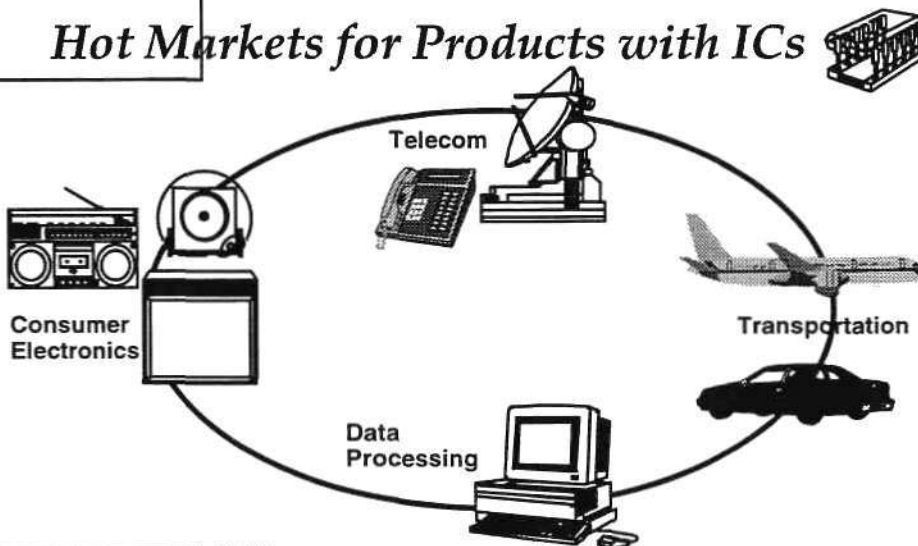 Hot Markets for Products with ICs
Telecom
Consumer
Electronics
Transportation
Data
Processing